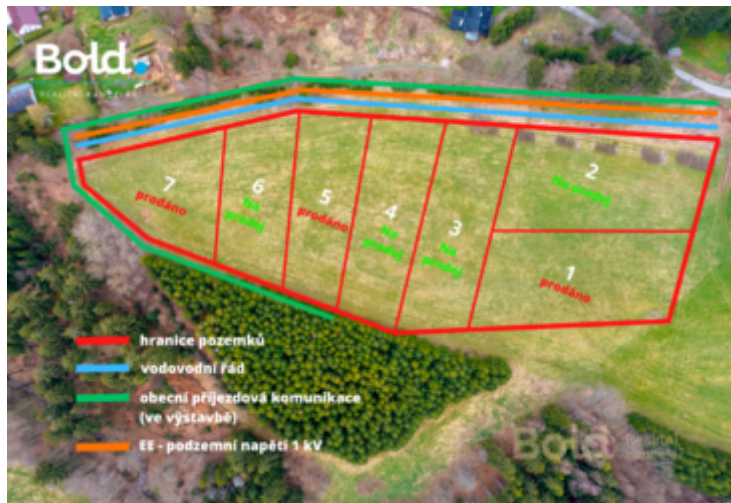 Bold.
7
prodáno
6
Na
prodej
5
prodáno
4
Na
prodej
3
Na
prodej
2
Na prodej
1
prodáno
hranice pozemků
vodovodní řád
obecní příjezdová komunikace
(ve výstavbě)
EE - podzemní napětí 1 kV
Bold.